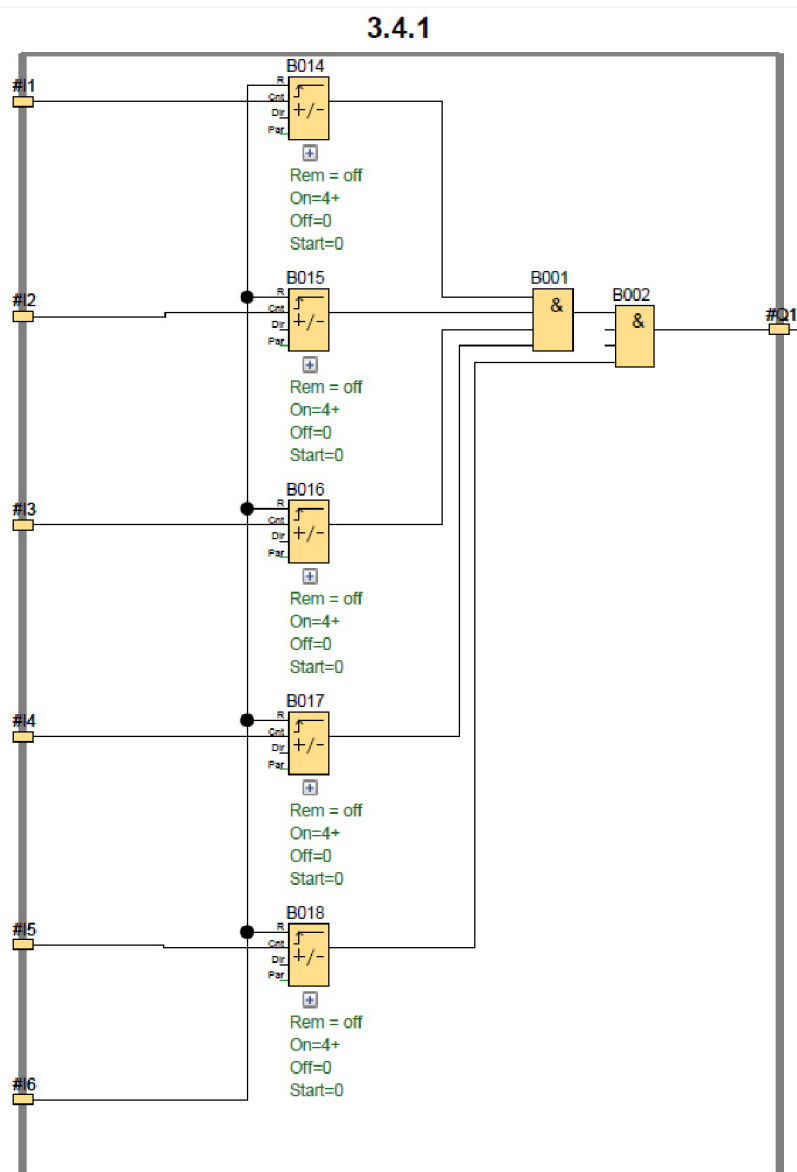 3.4.1
#I1
B014
R
Cnt
Dir
Par
+/-
Rem = off
On=4+
Off=0
Start=0
#I2
B015
R
Cnt
Dir
Par
+/-
Rem = off
On=4+
Off=0
Start=0
B001
&
B002
&
#Q1
#I3
B016
R
Cnt
Dir
Par
+/-
Rem = off
On=4+
Off=0
Start=0
#I4
B017
R
Cnt
Dir
Par
+/-
Rem = off
On=4+
Off=0
Start=0
#I5
B018
R
Cnt
Dir
Par
+/-
Rem = off
On=4+
Off=0
Start=0
#I6